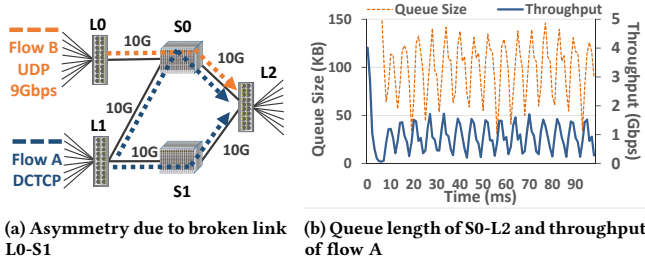 L0
S0
10G
10G
Flow B
UDP
9Gbps
L2
10G
L1
10G
10G
Flow A
DCTCP
S1
Queue Size
Throughput
150
100
50
0
Queue Size (KB)
5
4
3
2
1
0
Throughput (Gbps)
0 10 20 30 40 50 60 70 80 90
Time (ms)
(a) Asymmetry due to broken link
L0-S1
(b) Queue length of S0-L2 and throughput
of flow A